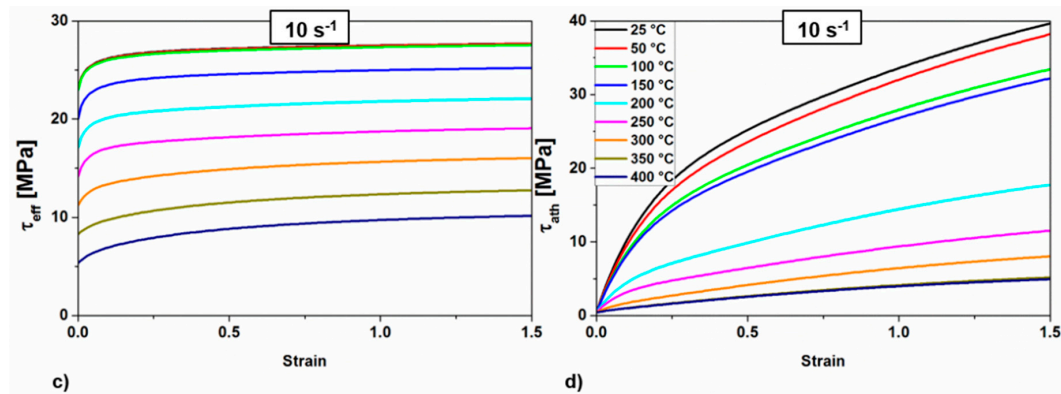 10 s⁻¹
30
20
10
0
τeff [MPa]
0.0
0.5
1.0
1.5
Strain
c)
10 s⁻¹
40
30
20
10
0
τath [MPa]
25 °C
50 °C
100 °C
150 °C
200 °C
250 °C
300 °C
350 °C
400 °C
0.0
0.5
1.0
1.5
Strain
d)